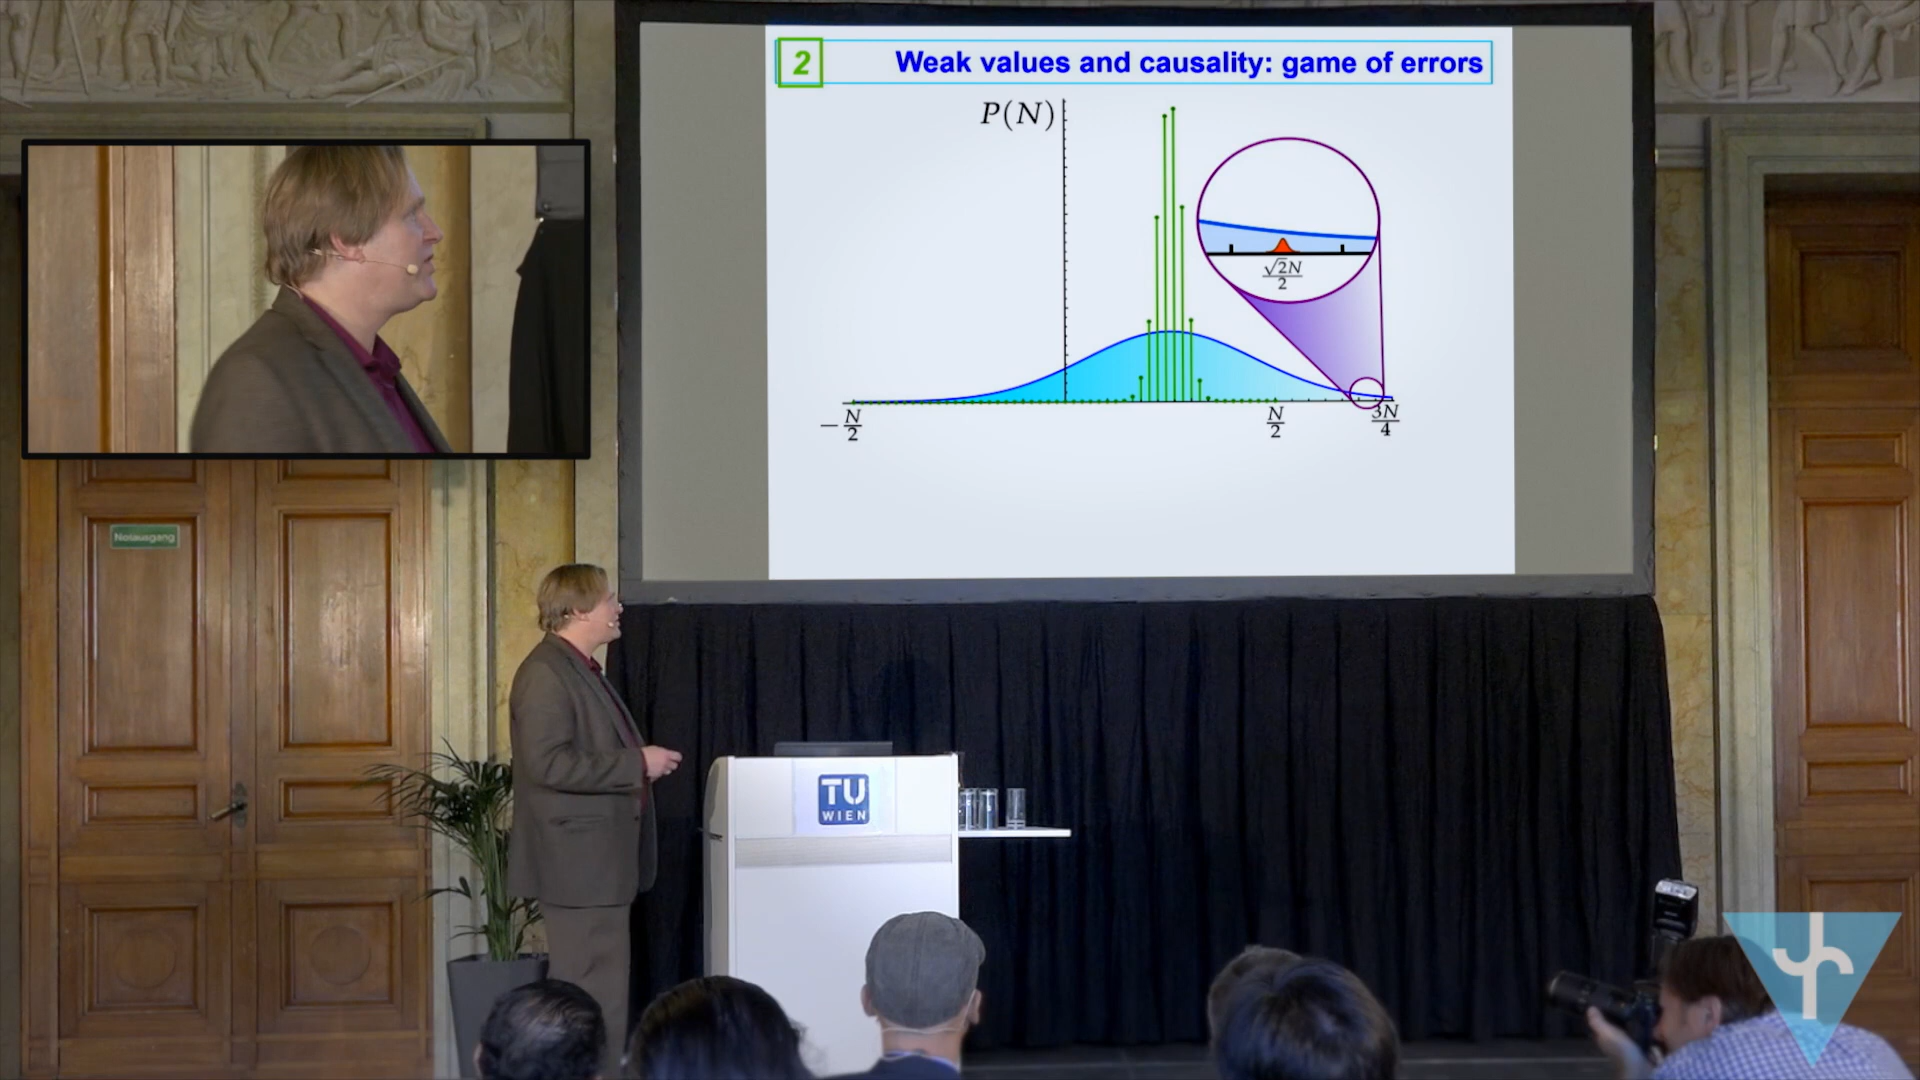 2
Weak values and causality: game of errors
P(N)
√2N/2
-N/2
N/2
3N/4
Notausgang
TU
WIEN